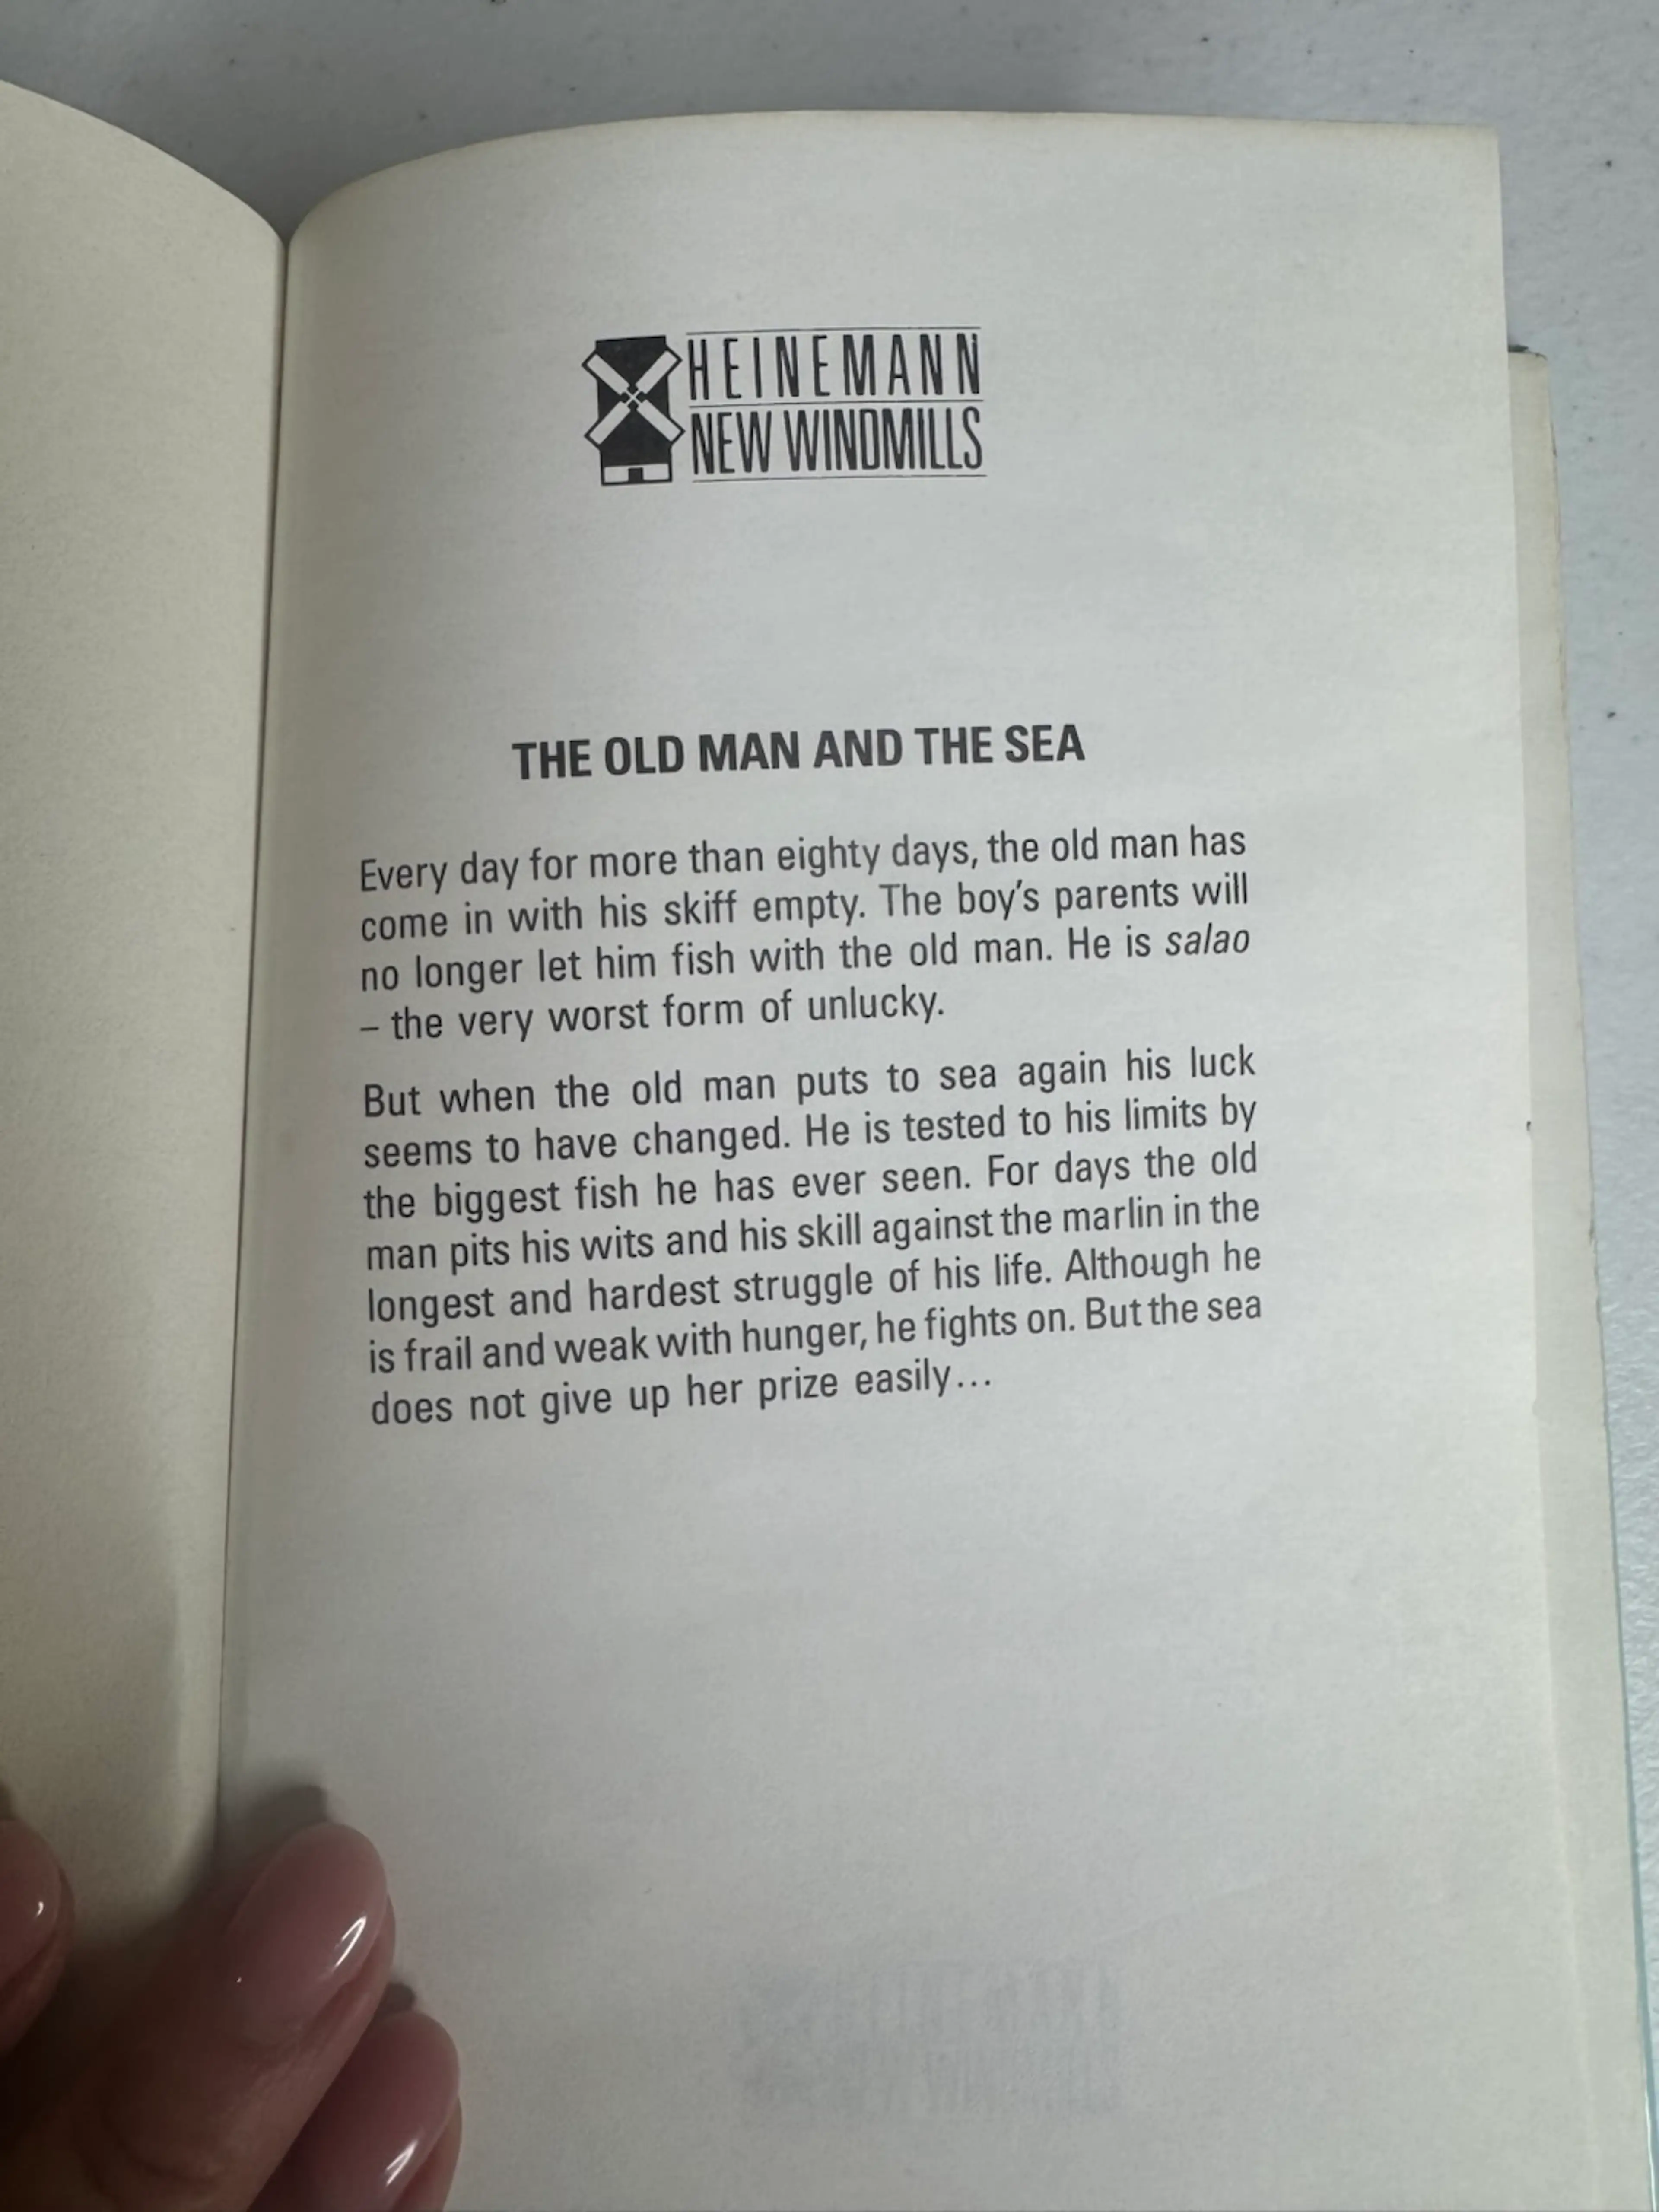 HEINEMANN
NEW WINDMILLS
THE OLD MAN AND THE SEA
Every day for more than eighty days, the old man has
come in with his skiff empty. The boy's parents will
no longer let him fish with the old man. He is salao
– the very worst form of unlucky.
But when the old man puts to sea again his luck
seems to have changed. He is tested to his limits by
the biggest fish he has ever seen. For days the old
man pits his wits and his skill against the marlin in the
longest and hardest struggle of his life. Although he
is frail and weak with hunger, he fights on. But the sea
does not give up her prize easily...